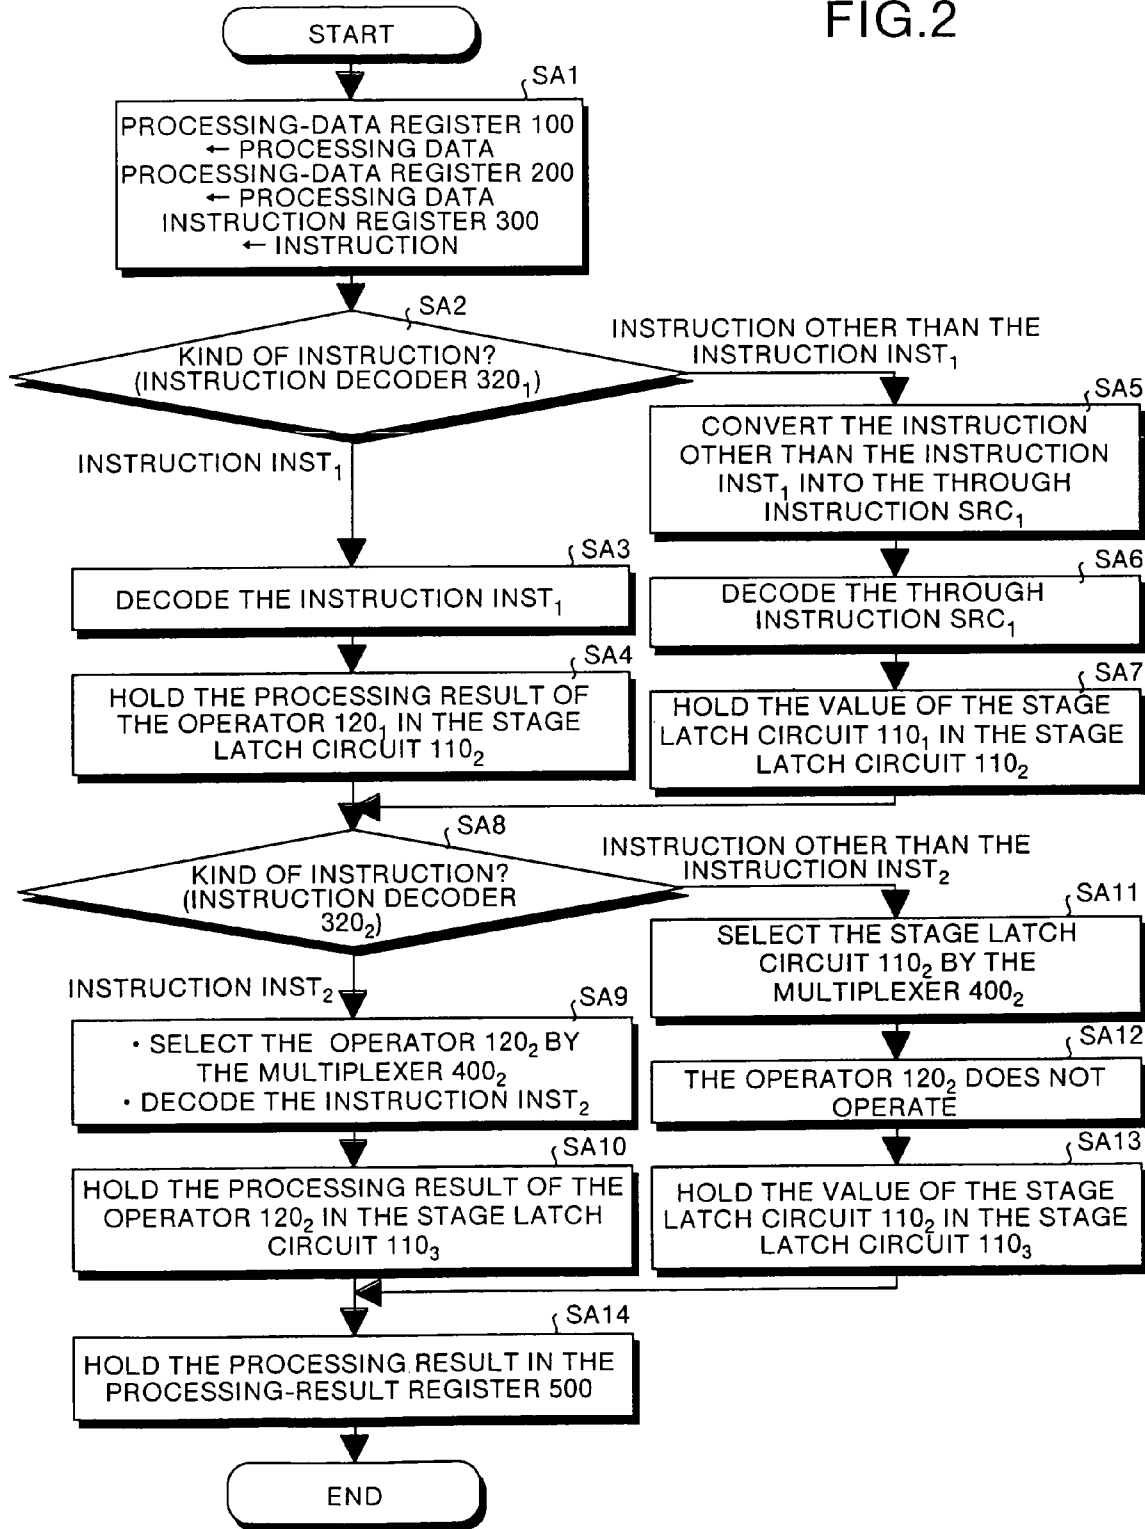 FIG.2
START
SA1
PROCESSING-DATA REGISTER 100
← PROCESSING DATA
PROCESSING-DATA REGISTER 200
← PROCESSING DATA
INSTRUCTION REGISTER 300
← INSTRUCTION
SA2
KIND OF INSTRUCTION?
(INSTRUCTION DECODER 320₁)
INSTRUCTION OTHER THAN THE
INSTRUCTION INST₁
INSTRUCTION INST₁
SA5
CONVERT THE INSTRUCTION
OTHER THAN THE INSTRUCTION
INST₁ INTO THE THROUGH
INSTRUCTION SRC₁
SA3
DECODE THE INSTRUCTION INST₁
SA6
DECODE THE THROUGH
INSTRUCTION SRC₁
SA4
HOLD THE PROCESSING RESULT OF
THE OPERATOR 120₁ IN THE STAGE
LATCH CIRCUIT 110₂
SA7
HOLD THE VALUE OF THE STAGE
LATCH CIRCUIT 110₁ IN THE STAGE
LATCH CIRCUIT 110₂
SA8
KIND OF INSTRUCTION?
(INSTRUCTION DECODER
320₂)
INSTRUCTION OTHER THAN THE
INSTRUCTION INST₂
INSTRUCTION INST₂
SA11
SELECT THE STAGE LATCH
CIRCUIT 110₂ BY THE
MULTIPLEXER 400₂
SA9
・SELECT THE OPERATOR 120₂ BY
THE MULTIPLEXER 400₂
・DECODE THE INSTRUCTION INST₂
SA12
THE OPERATOR 120₂ DOES NOT
OPERATE
SA10
HOLD THE PROCESSING RESULT OF THE
OPERATOR 120₂ IN THE STAGE LATCH
CIRCUIT 110₃
SA13
HOLD THE VALUE OF THE STAGE
LATCH CIRCUIT 110₂ IN THE STAGE
LATCH CIRCUIT 110₃
SA14
HOLD THE PROCESSING RESULT IN THE
PROCESSING-RESULT REGISTER 500
END